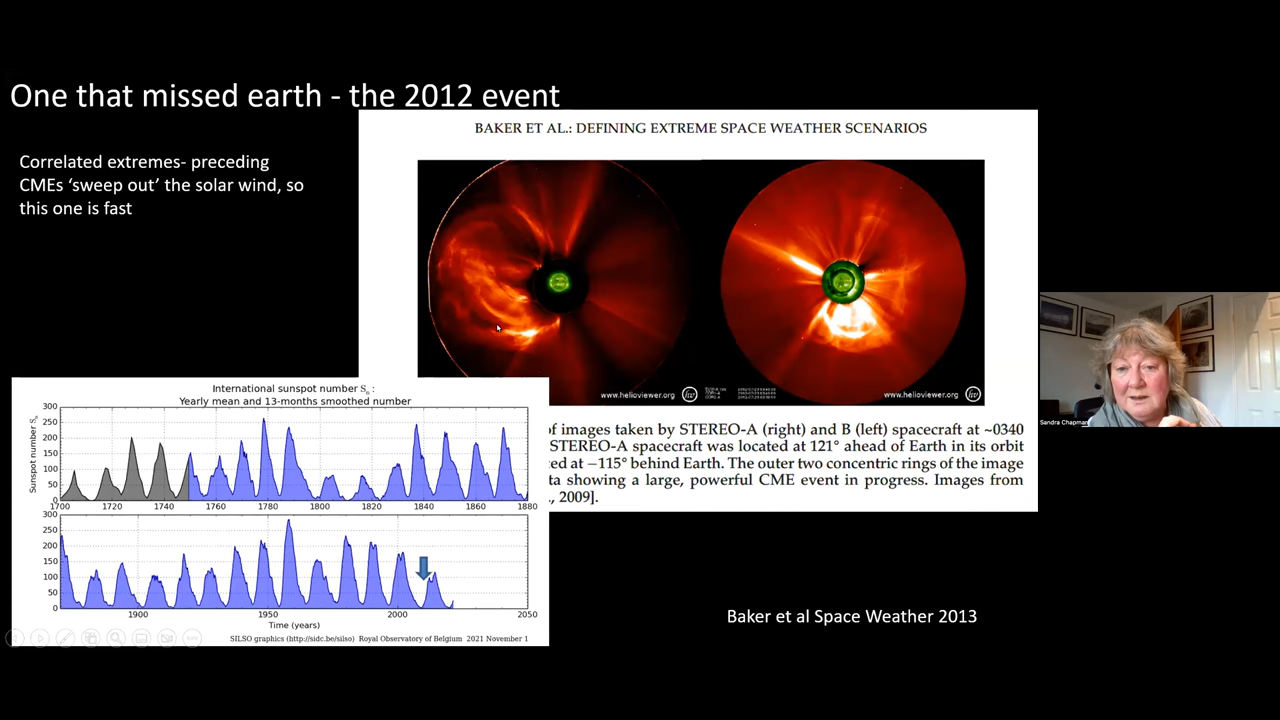 One that missed earth - the 2012 event
Correlated extremes- preceding
CMEs ‘sweep out’ the solar wind, so
this one is fast
BAKER ET AL.: DEFINING EXTREME SPACE WEATHER SCENARIOS
www.helioviewer.org
www.helioviewer.org
of images taken by STEREO-A (right) and B (left) spacecraft at ~0340
STEREO-A spacecraft was located at 121° ahead of Earth in its orbit
ed at −115° behind Earth. The outer two concentric rings of the image
ta showing a large, powerful CME event in progress. Images from
., 2009].
Sandra Chapman
International sunspot number Sn :
Yearly mean and 13-months smoothed number
Sunspot number Sn
300
250
200
150
100
50
0
1700 1720 1740 1760 1780 1800 1820 1840 1860 1880
300
250
200
150
100
50
0
1900 1950 2000 2050
Time (years)
SILSO graphics (http://sidc.be/silso) Royal Observatory of Belgium 2021 November 1
Baker et al Space Weather 2013